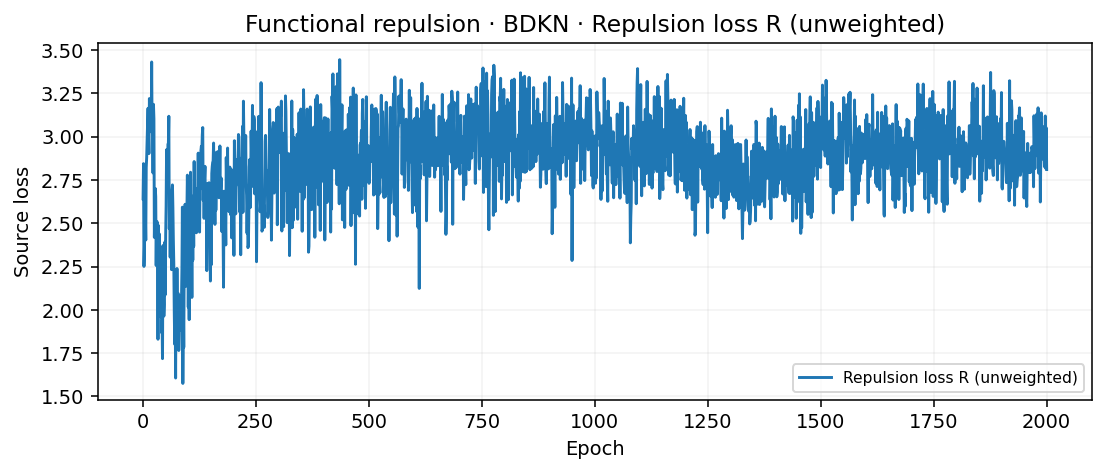 Functional repulsion · BDKN · Repulsion loss R (unweighted)
Source loss
3.50
3.25
3.00
2.75
2.50
2.25
2.00
1.75
1.50
Repulsion loss R (unweighted)
0 250 500 750 1000 1250 1500 1750 2000
Epoch